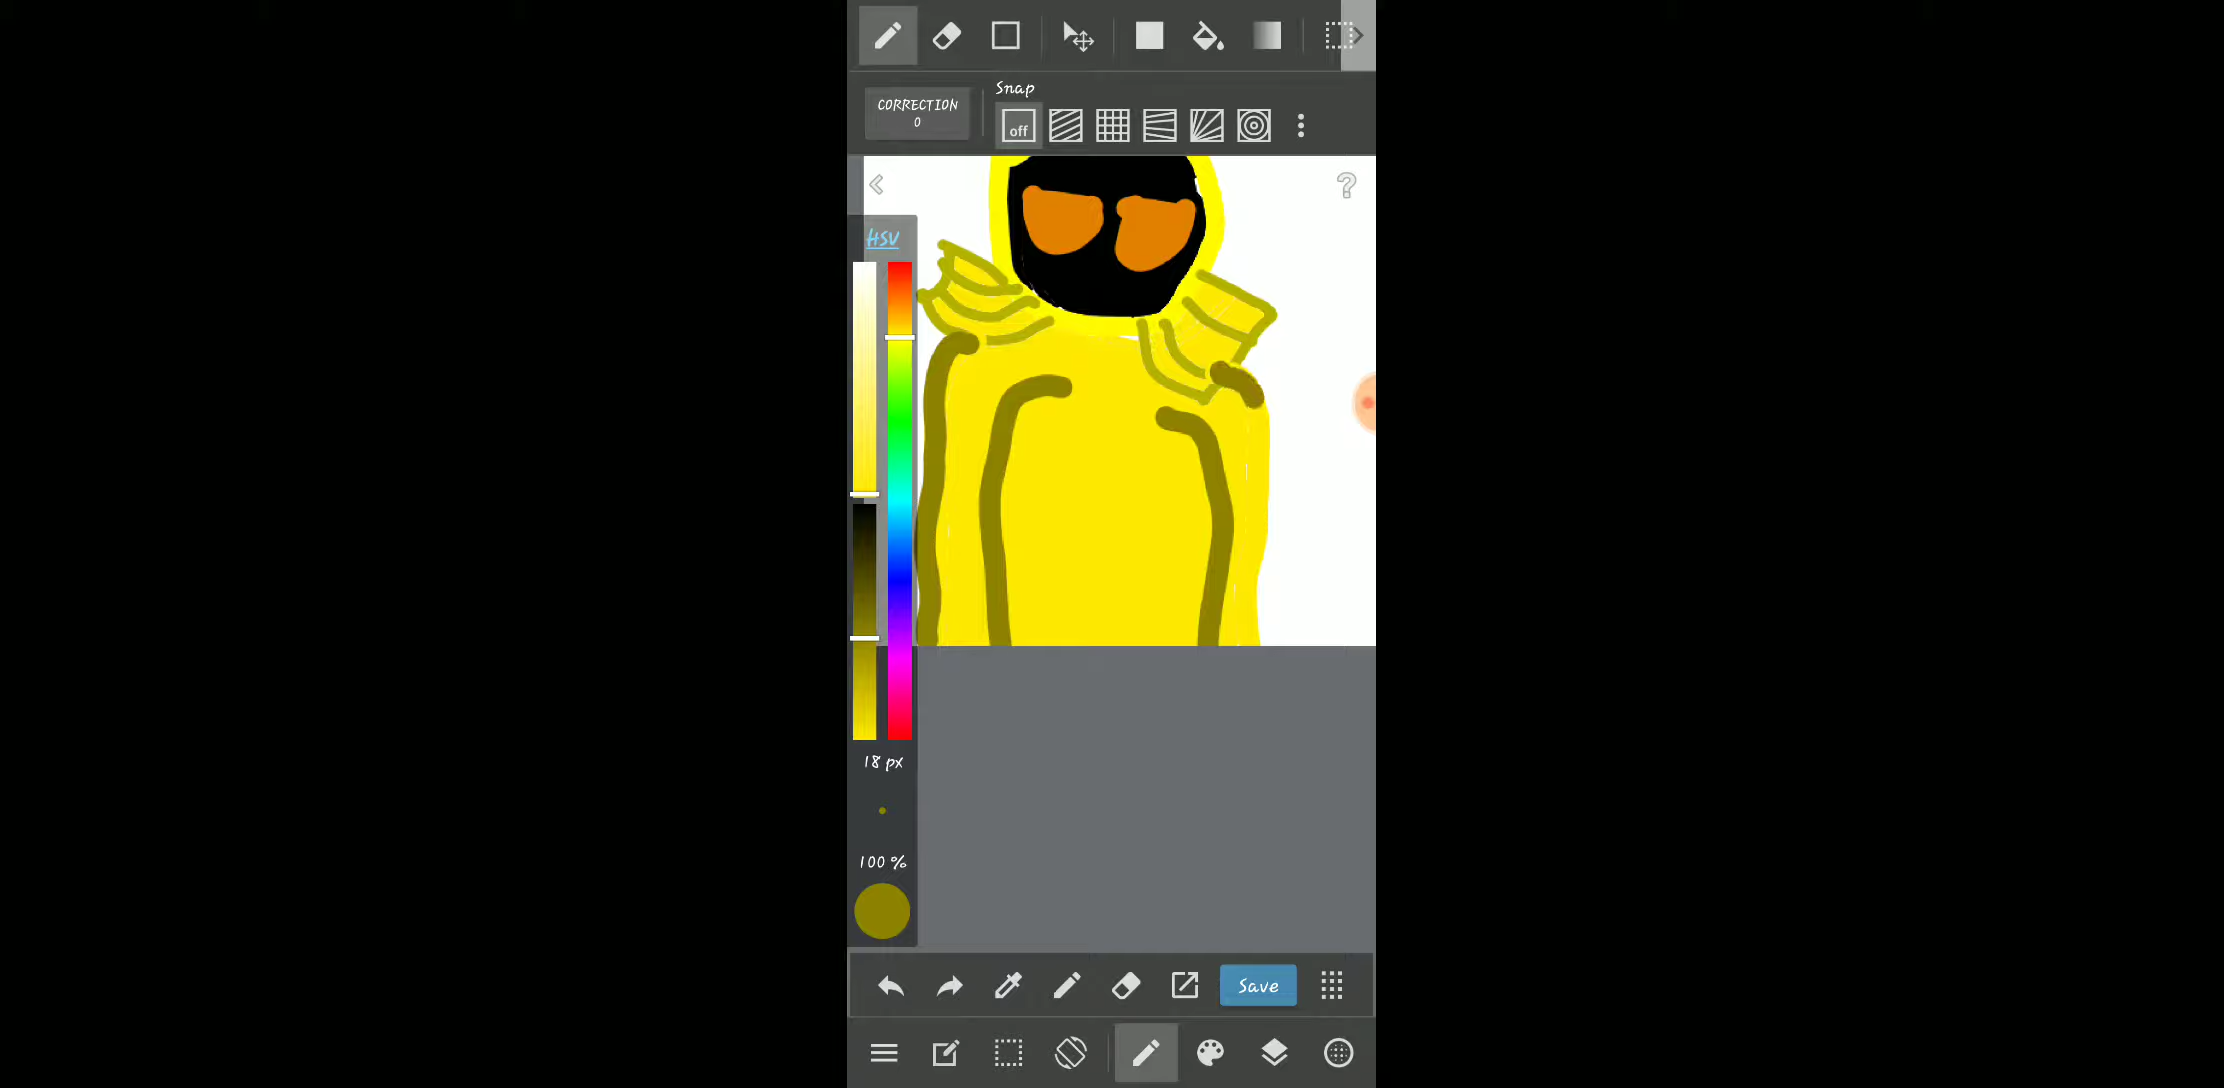 Snap
CORRECTION
0
off
HSV
18 px
100 %
Save